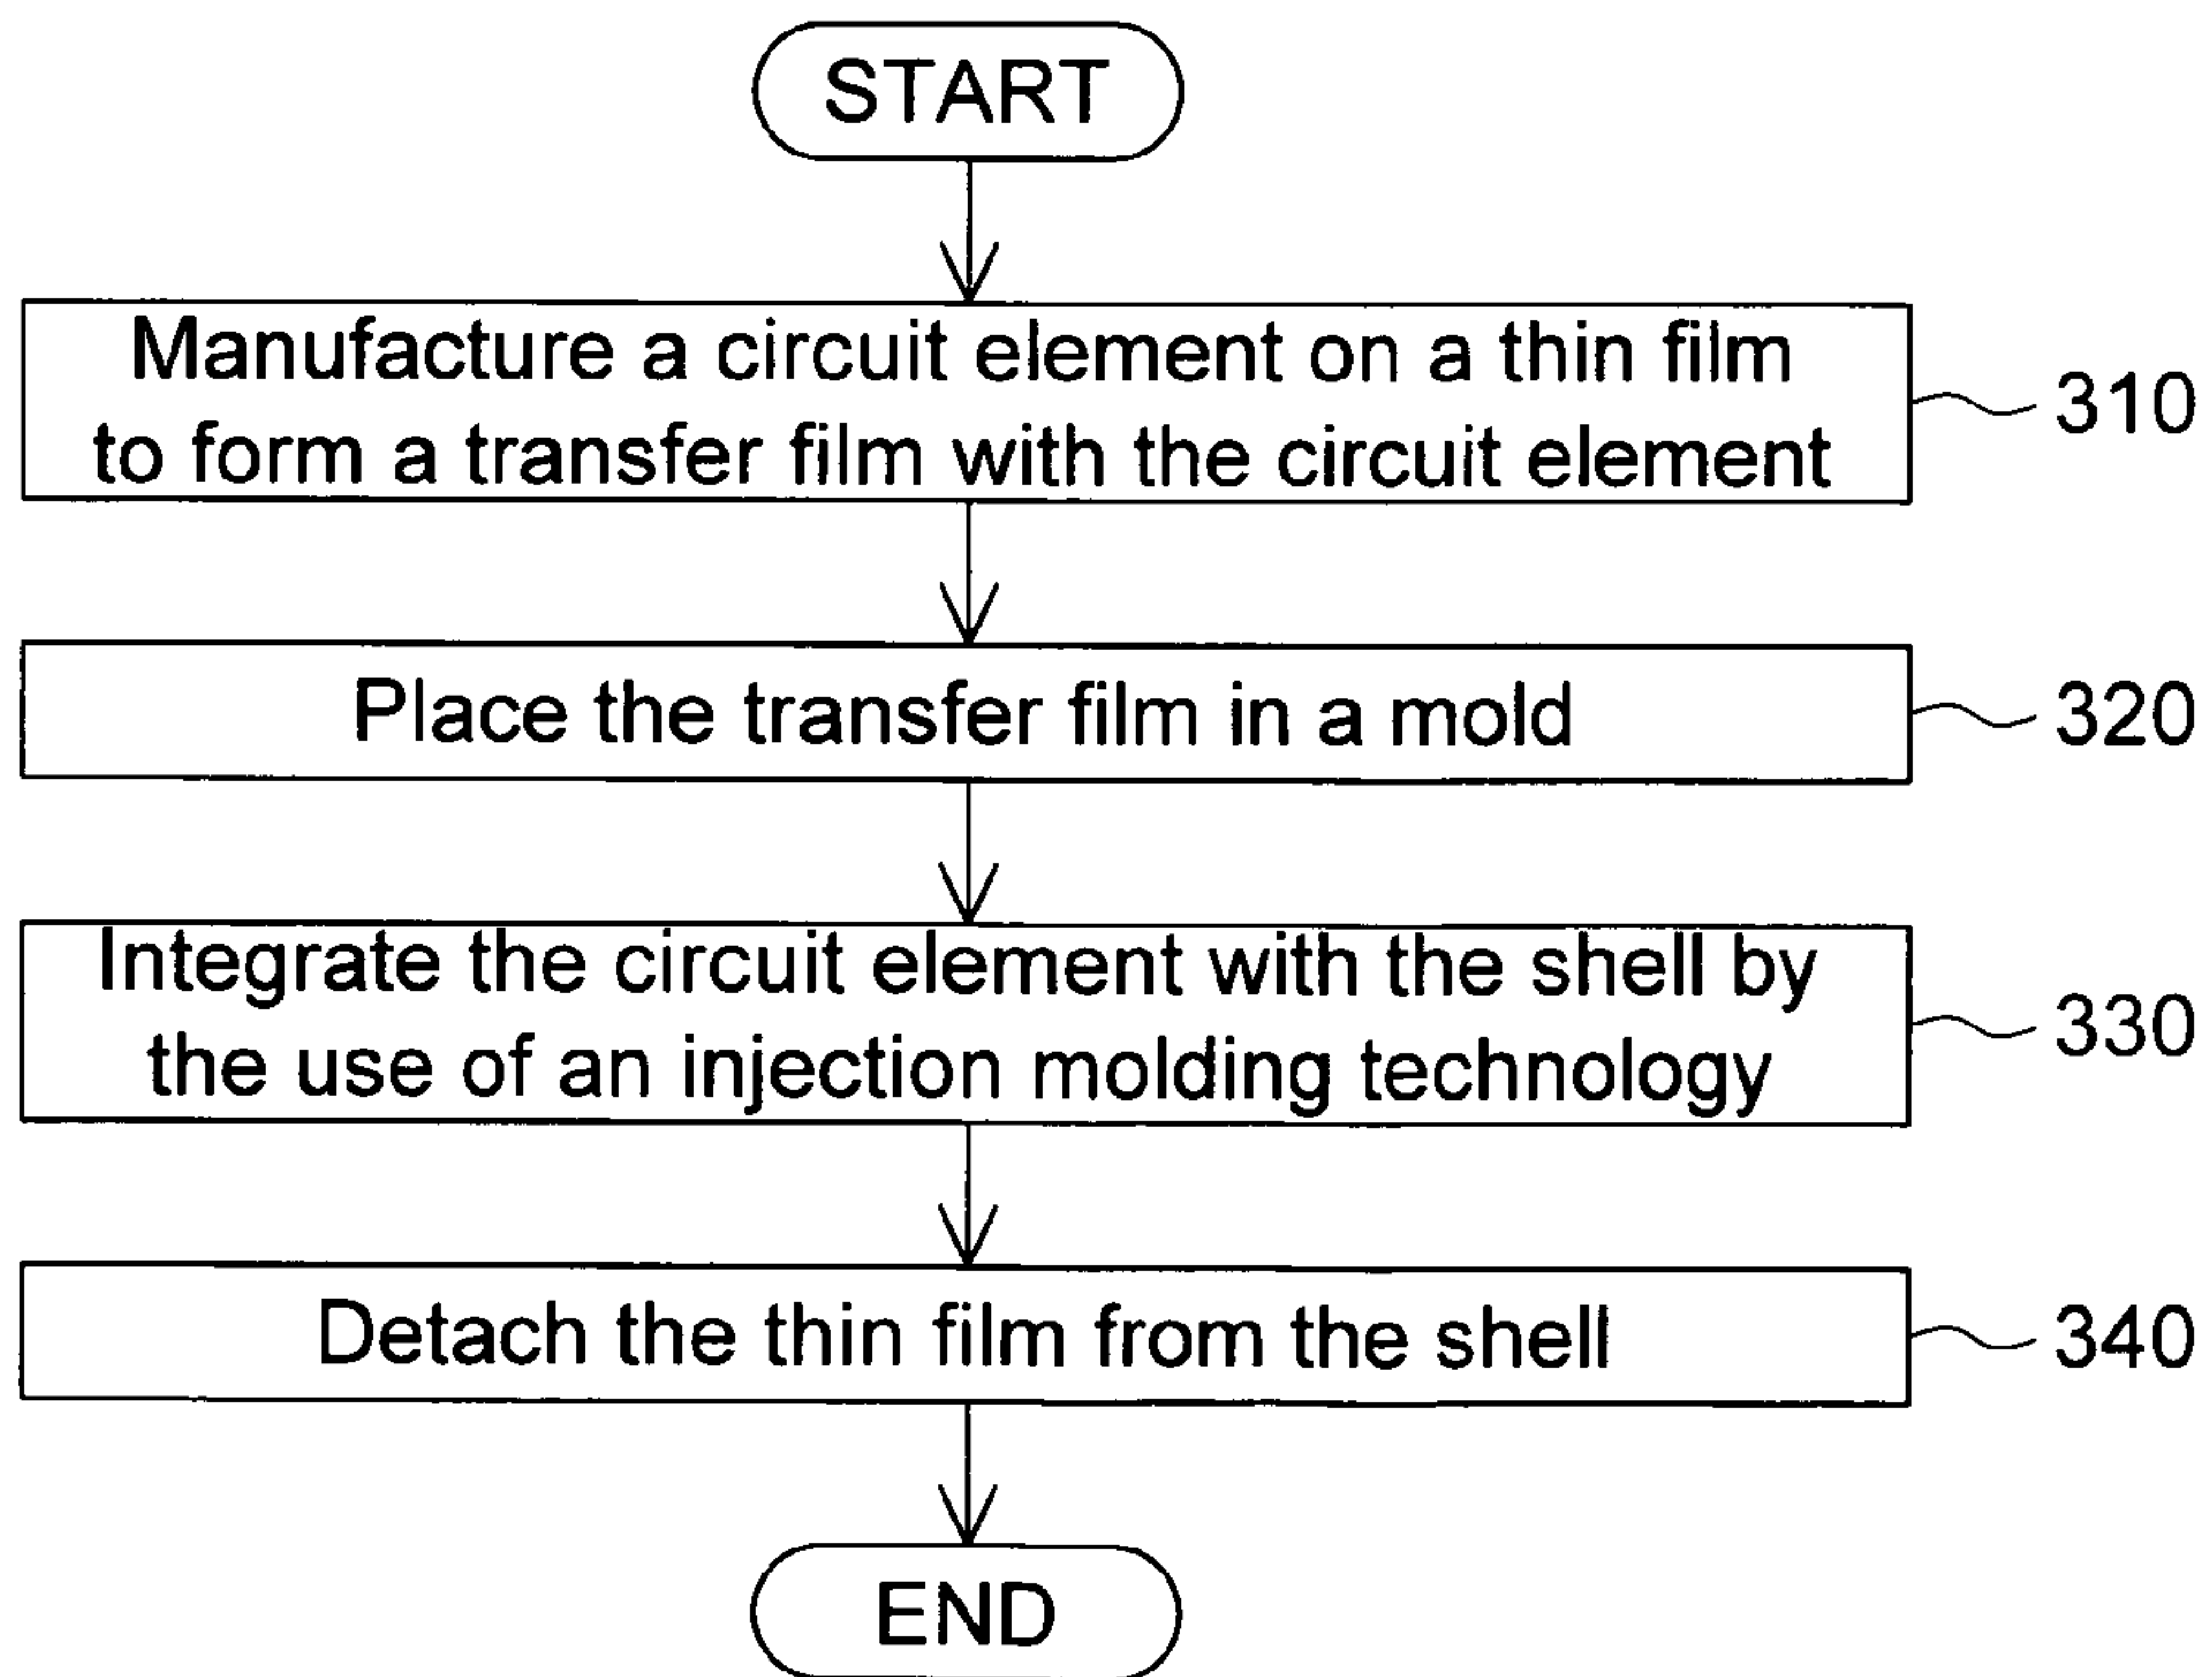 START
Manufacture a circuit element on a thin film
to form a transfer film with the circuit element
310
Place the transfer film in a mold
320
Integrate the circuit element with the shell by
the use of an injection molding technology
330
Detach the thin film from the shell
340
END